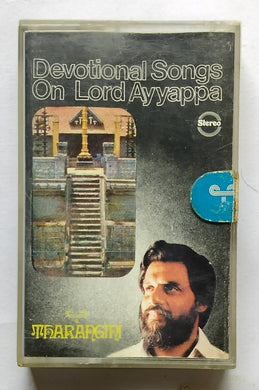 Devotional Songs
On Lord Ayyappa
Stereo
THARANGINI